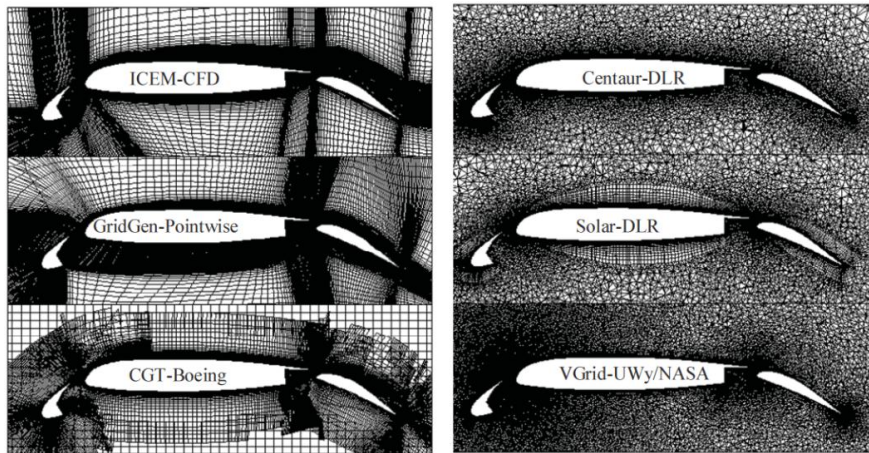 ICEM-CFD
GridGen-Pointwise
CGT-Boeing
Centaur-DLR
Solar-DLR
VGrid-UWy/NASA